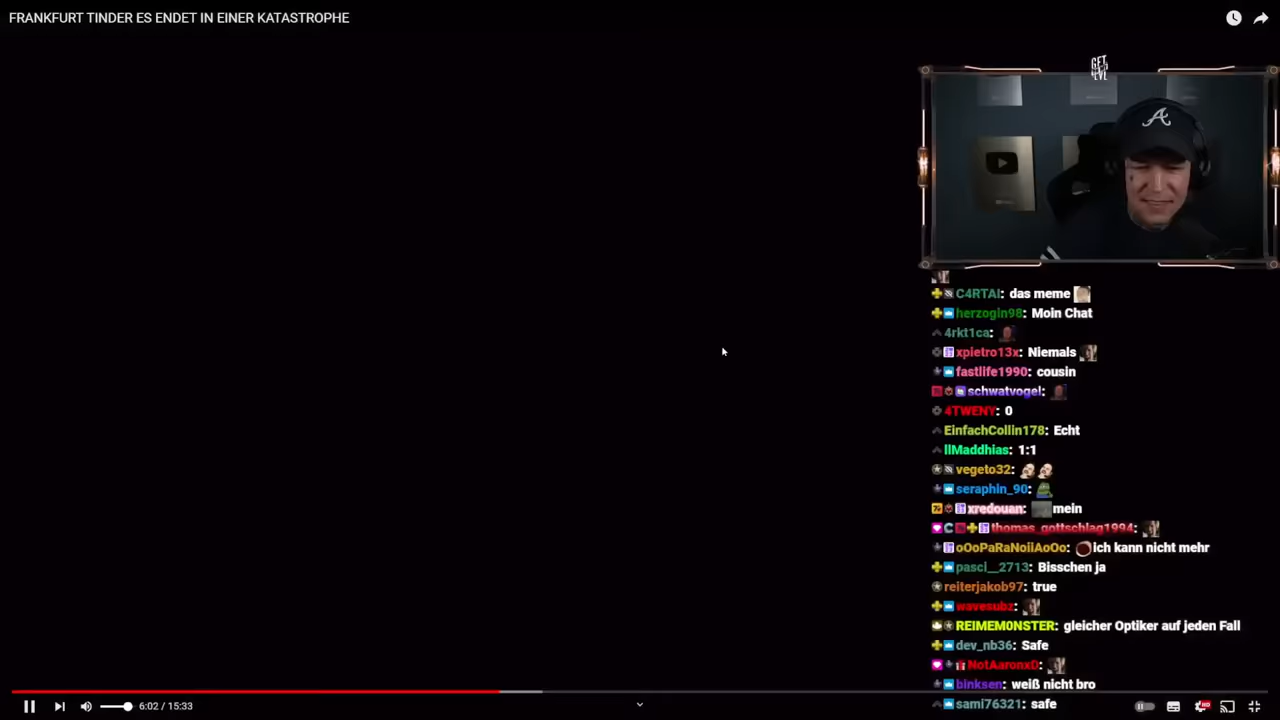 FRANKFURT TINDER ES ENDET IN EINER KATASTROPHE
GET
C4RTAI: das meme
herzogin98: Moin Chat
4rkt1ca:
xpietro13x: Niemals
fastlife1990: cousin
schwatvogel:
4TWENY: 0
EinfachCollin178: Echt
llMaddhias: 1:1
vegeto32:
seraphin_90:
xredouan: mein
thomas_gottschlag1994:
oOoPaRaNoiiAoOo: Ich kann nicht mehr
pasci__2713: Bisschen ja
reiterjakob97: true
wavesubz:
REIMEM0NSTER: gleicher Optiker auf jeden Fall
dev_nb36: Safe
NotAaronxD:
binksen: weiß nicht bro
sami76321: safe
6:02 / 15:33